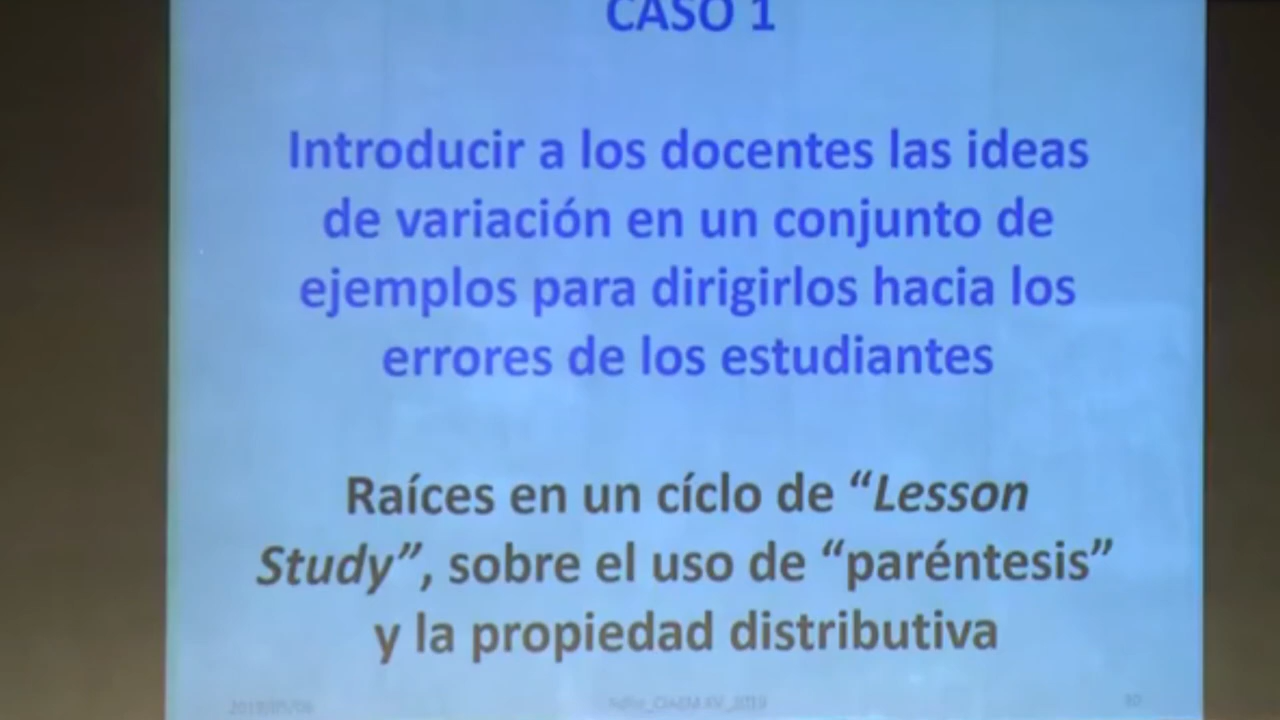 CASO 1
Introducir a los docentes las ideas
de variación en un conjunto de
ejemplos para dirigirlos hacia los
errores de los estudiantes
Raíces en un cíclo de “Lesson
Study”, sobre el uso de “paréntesis”
y la propiedad distributiva